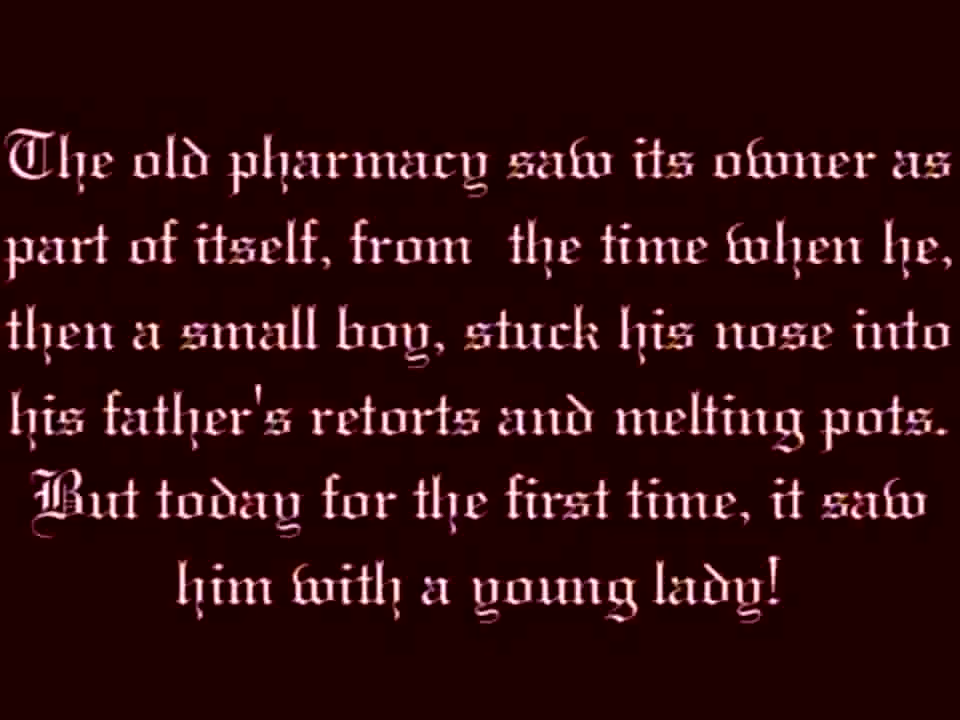 The old pharmacy saw its owner as
part of itself, from the time when he,
then a small boy, stuck his nose into
his father's retorts and melting pots.
But today for the first time, it saw
him with a young lady!